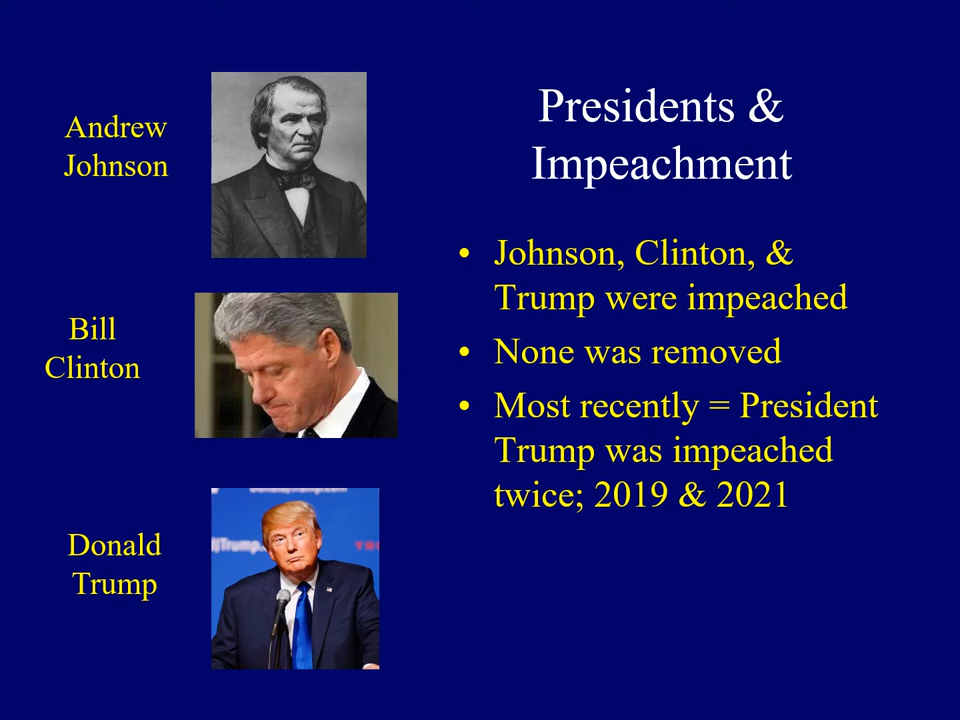 Andrew
Johnson
Presidents &
Impeachment
• Johnson, Clinton, &
Trump were impeached
• None was removed
• Most recently = President
Trump was impeached
twice; 2019 & 2021
Bill
Clinton
Donald
Trump